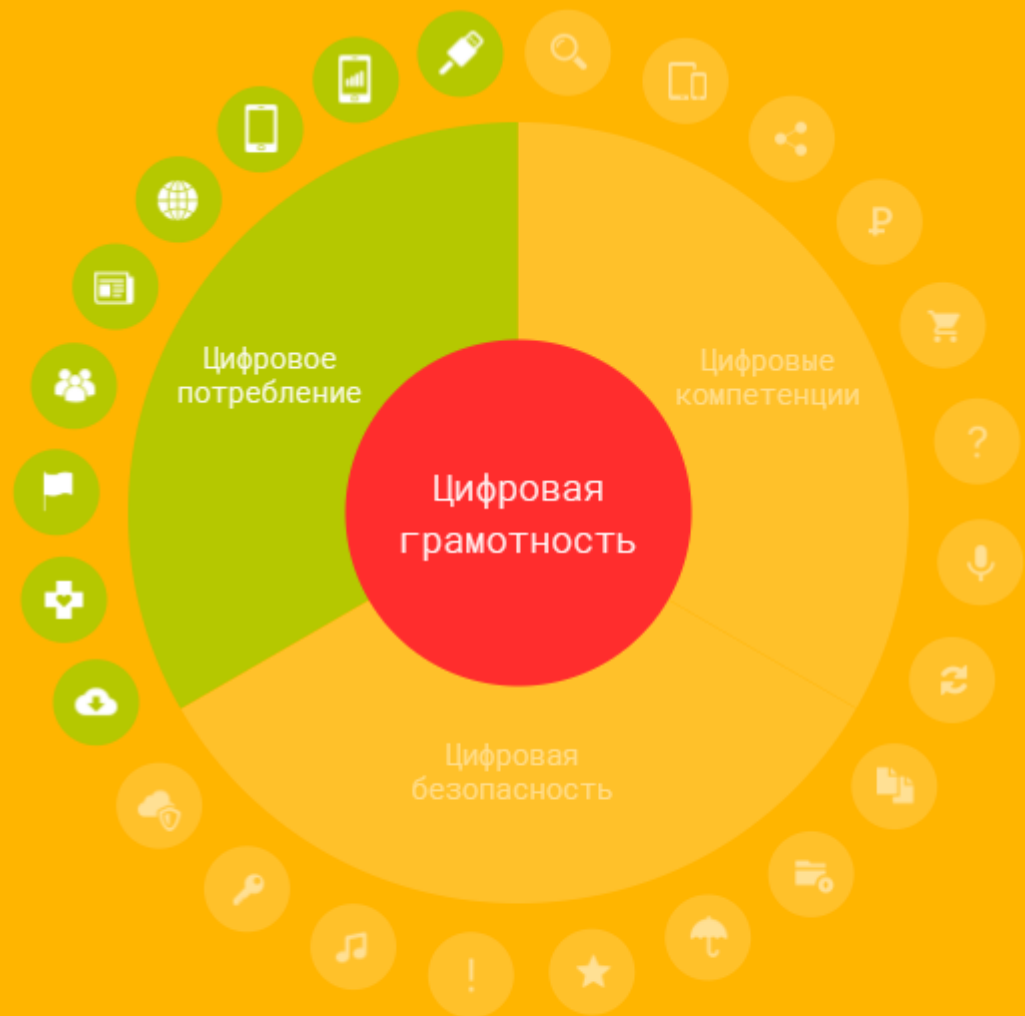 Цифровое
потребление
Цифровые
компетенции
Цифровая
грамотность
Цифровая
безопасность